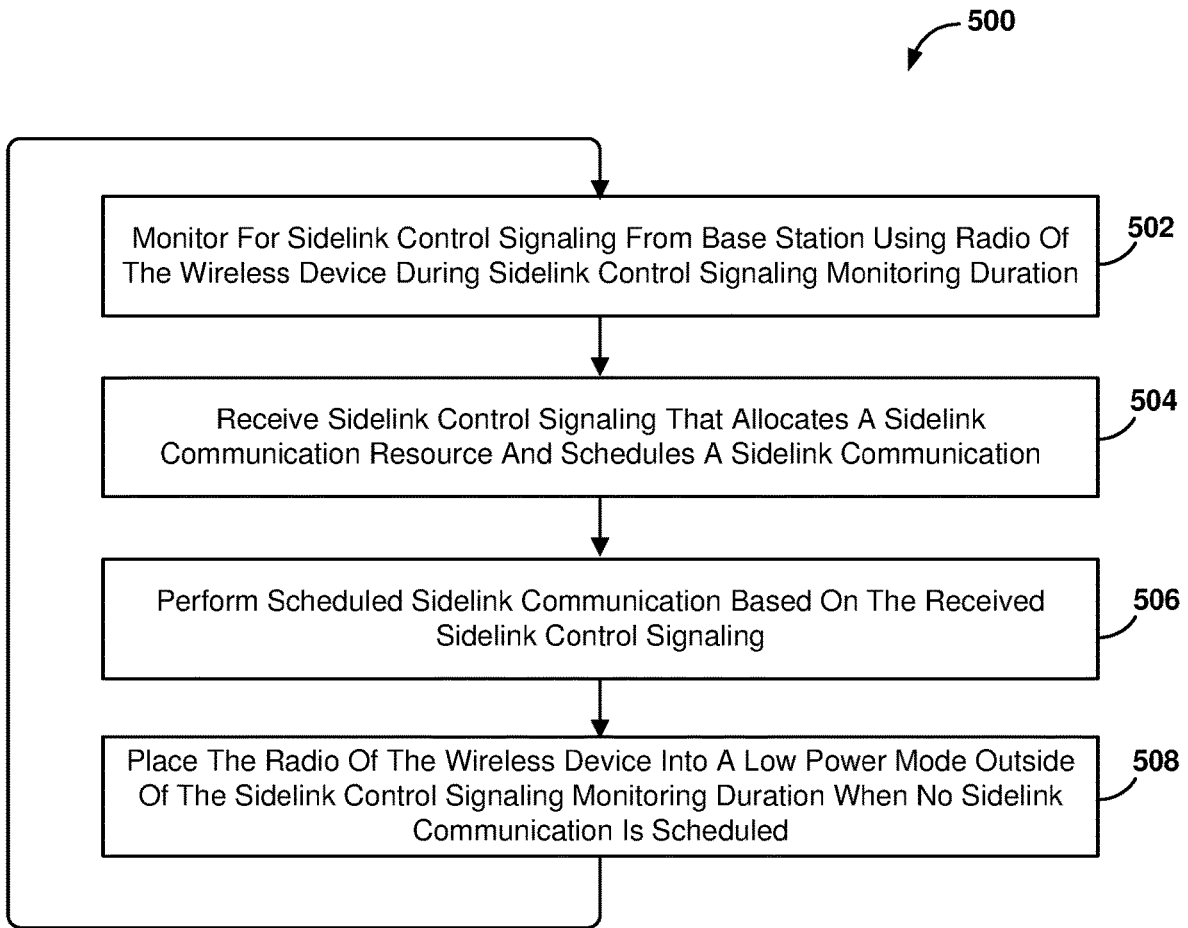 500
Monitor For Sidelink Control Signaling From Base Station Using Radio Of
The Wireless Device During Sidelink Control Signaling Monitoring Duration
502
Receive Sidelink Control Signaling That Allocates A Sidelink
Communication Resource And Schedules A Sidelink Communication
504
Perform Scheduled Sidelink Communication Based On The Received
Sidelink Control Signaling
506
Place The Radio Of The Wireless Device Into A Low Power Mode Outside
Of The Sidelink Control Signaling Monitoring Duration When No Sidelink
Communication Is Scheduled
508